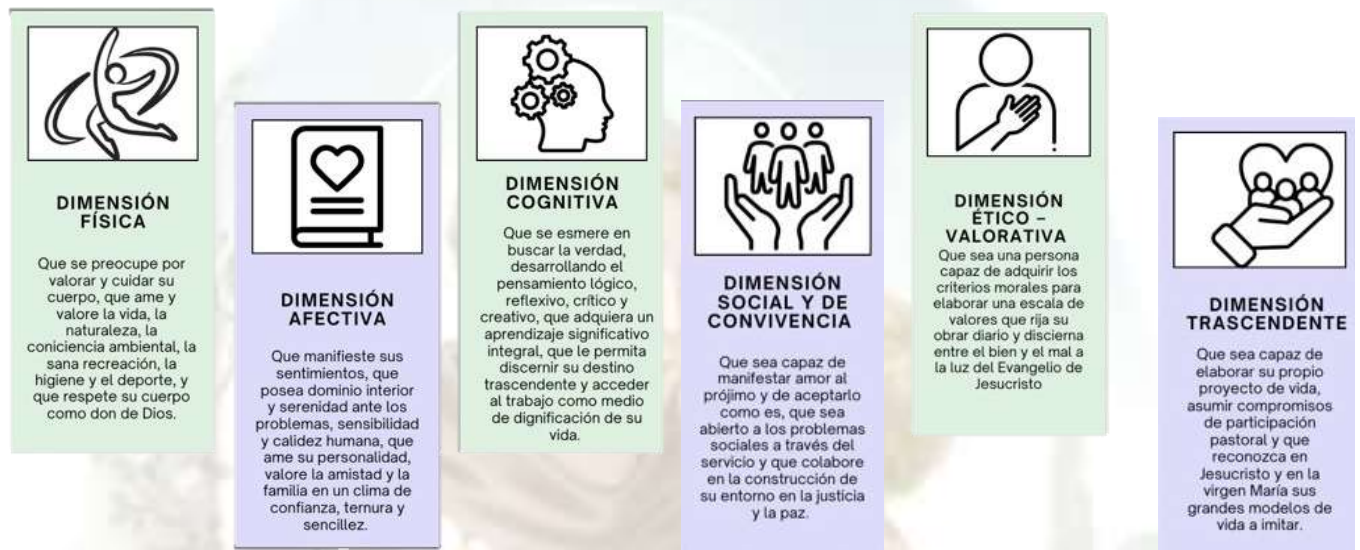 DIMENSIÓN
FÍSICA
Que se preocupe por
valorar y cuidar su
cuerpo, que ame y
valore la vida, la
naturaleza, la
coniciencia ambiental, la
sana recreación, la
higiene y el deporte, y
que respete su cuerpo
como don de Dios.
DIMENSIÓN
AFECTIVA
Que manifieste sus
sentimientos, que
posea dominio interior
y serenidad ante los
problemas, sensibilidad
y calidez humana, que
ame su personalidad,
valore la amistad y la
familia en un clima de
confianza, ternura y
sencillez.
DIMENSIÓN
COGNITIVA
Que se esmere en
buscar la verdad,
desarrollando el
pensamiento lógico,
reflexivo, crítico y
creativo, que adquiera un
aprendizaje significativo
integral, que le permita
discernir su destino
trascendente y acceder
al trabajo como medio
de dignificación de su
vida.
DIMENSIÓN
SOCIAL Y DE
CONVIVENCIA
Que sea capaz de
manifestar amor al
prójimo y de aceptarlo
como es, que sea
abierto a los problemas
sociales a través del
servicio y que colabore
en la construcción de
su entorno en la justicia
y la paz.
DIMENSIÓN
ÉTICO –
VALORATIVA
Que sea una persona
capaz de adquirir los
criterios morales para
elaborar una escala de
valores que rija su
obrar diario y discierna
entre el bien y el mal a
la luz del Evangelio de
Jesucristo
DIMENSIÓN
TRASCENDENTE
Que sea capaz de
elaborar su propio
proyecto de vida,
asumir compromisos
de participación
pastoral y que
reconozca en
Jesucristo y en la
virgen María sus
grandes modelos de
vida a imitar.